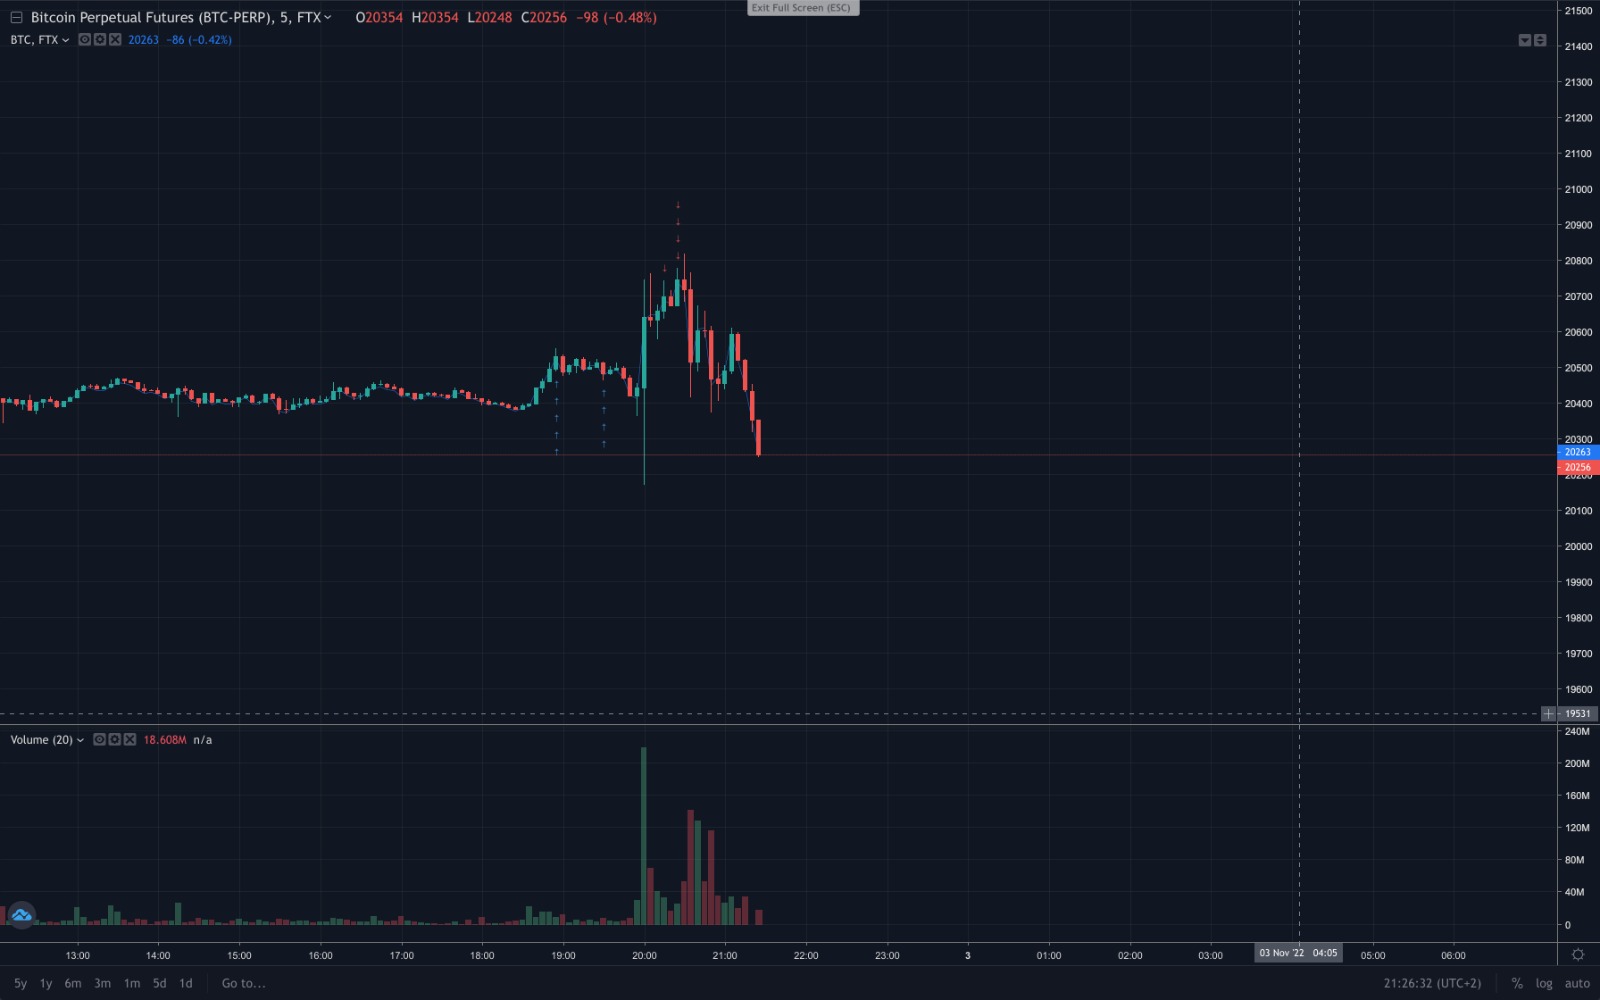 Exit Full Screen (ESC)
Bitcoin Perpetual Futures (BTC-PERP), 5, FTX O20354 H20354 L20248 C20256 −98 (−0.48%)
BTC, FTX 20263 −86 (−0.42%)
21500
21400
21300
21200
21100
21000
20900
20800
20700
20600
20500
20400
20300
20263
20256
20200
20100
20000
19900
19800
19700
19600
19531
Volume (20) 18.608M n/a
240M
200M
160M
120M
80M
40M
0
13:00 14:00 15:00 16:00 17:00 18:00 19:00 20:00 21:00 22:00 23:00 3 01:00 02:00 03:00 03 Nov '22 04:05 05:00 06:00
5y 1y 6m 3m 1m 5d 1d Go to... 21:26:32 (UTC+2) % log auto